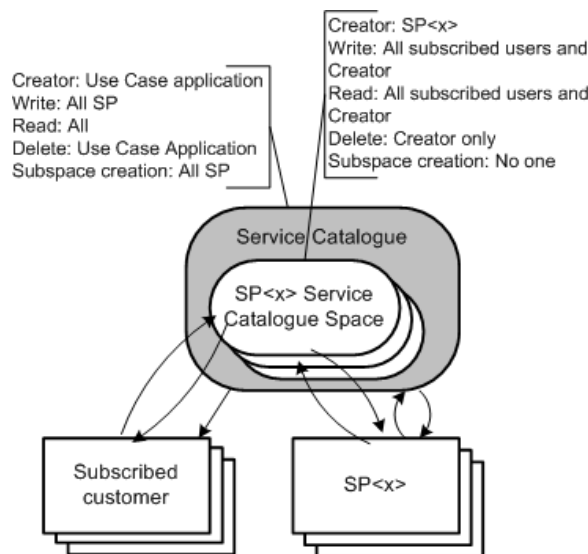 Creator: Use Case application
Write: All SP
Read: All
Delete: Use Case Application
Subspace creation: All SP
Creator: SP<x>
Write: All subscribed users and
Creator
Read: All subscribed users and
Creator
Delete: Creator only
Subspace creation: No one
Service Catalogue
SP<x> Service
Catalogue Space
Subscribed
customer
SP<x>